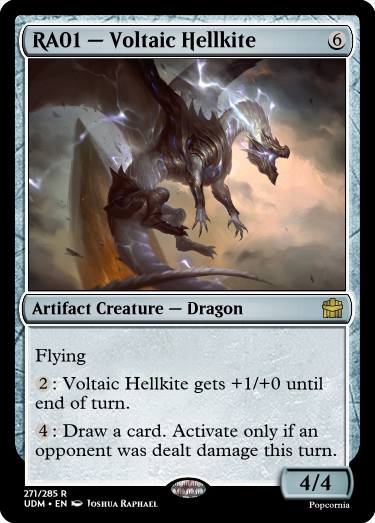 RA01 — Voltaic Hellkite 6
Artifact Creature — Dragon
Flying
2: Voltaic Hellkite gets +1/+0 until
end of turn.
4: Draw a card. Activate only if an
opponent was dealt damage this turn.
4/4
271/285 R
UDM • EN Joshua Raphael
Popcornia